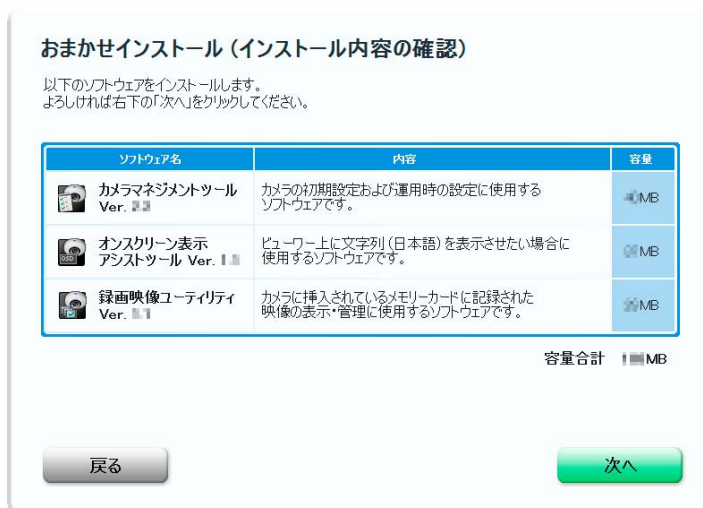 おまかせインストール（インストール内容の確認）
以下のソフトウェアをインストールします。
よろしければ右下の「次へ」をクリックしてください。
ソフトウェア名 内容 容量
カメラマネジメントツール
Ver.
カメラの初期設定および運用時の設定に使用する
ソフトウェアです。
MB
オンスクリーン表示
アシストツール Ver.
ビューワー上に文字列(日本語)を表示させたい場合に
使用するソフトウェアです。
MB
録画映像ユーティリティ
Ver.
カメラに挿入されているメモリーカードに記録された
映像の表示・管理に使用するソフトウェアです。
MB
容量合計 MB
戻る
次へ